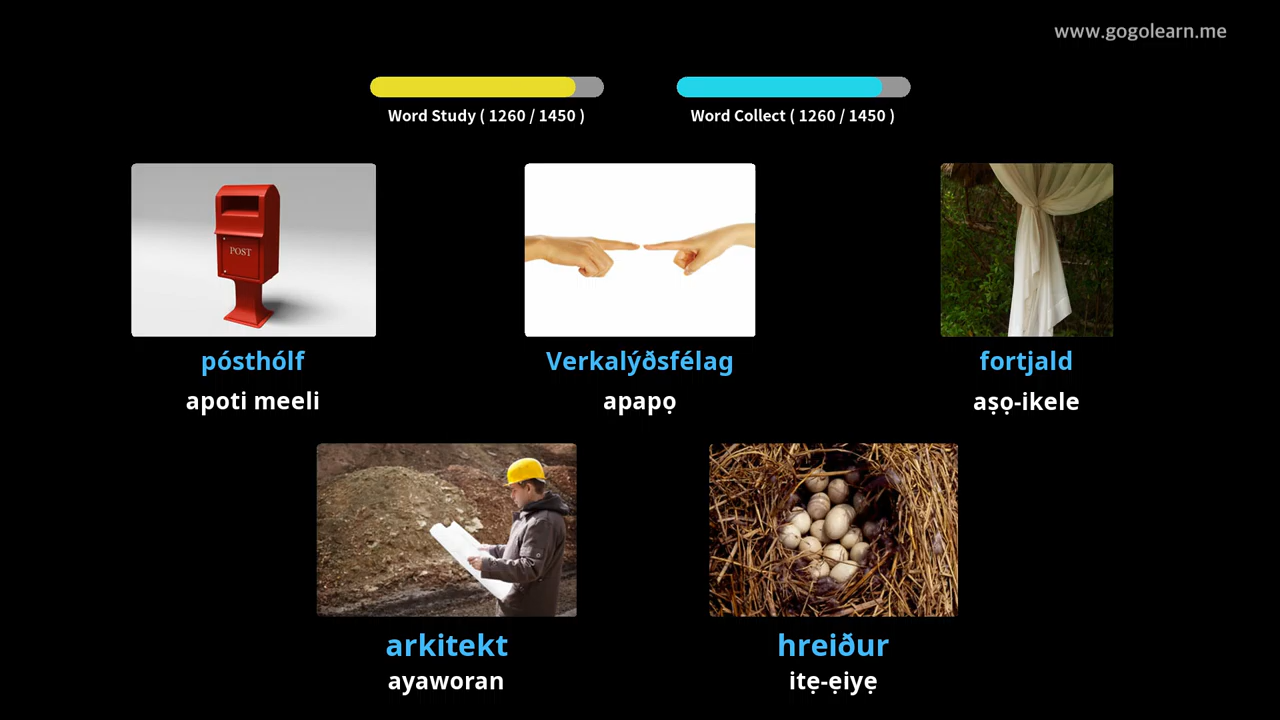 www.gogolearn.me
Word Study ( 1260 / 1450 )
Word Collect ( 1260 / 1450 )
POST
pósthólf
Verkalýðsfélag
fortjald
apoti meeli
apapọ
aṣọ-ikele
arkitekt
hreiður
ayaworan
itẹ-ẹiyẹ